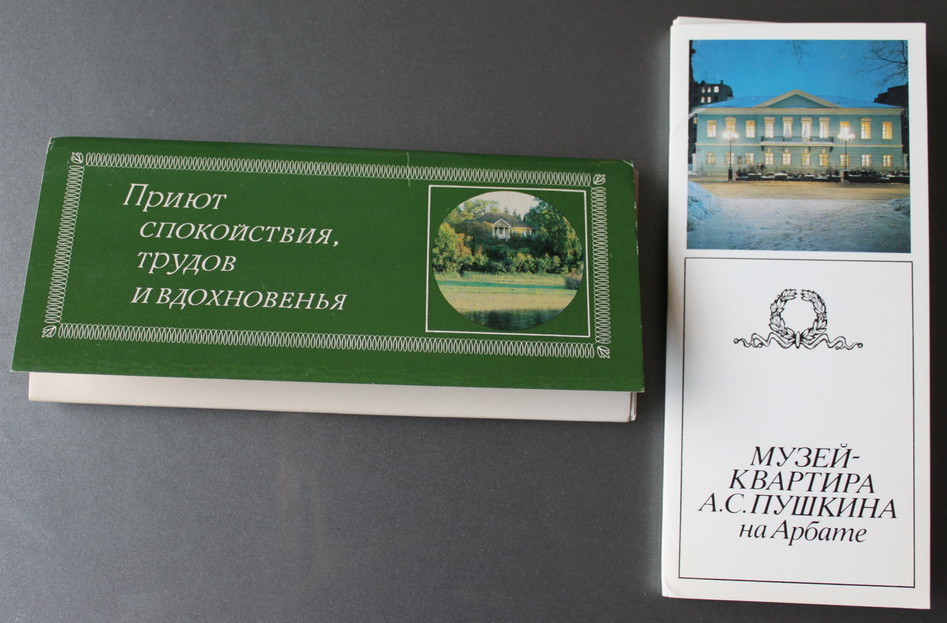 Приют
спокойствия,
трудов
и вдохновенья
МУЗЕЙ-
КВАРТИРА
А.С.ПУШКИНА
на Арбате